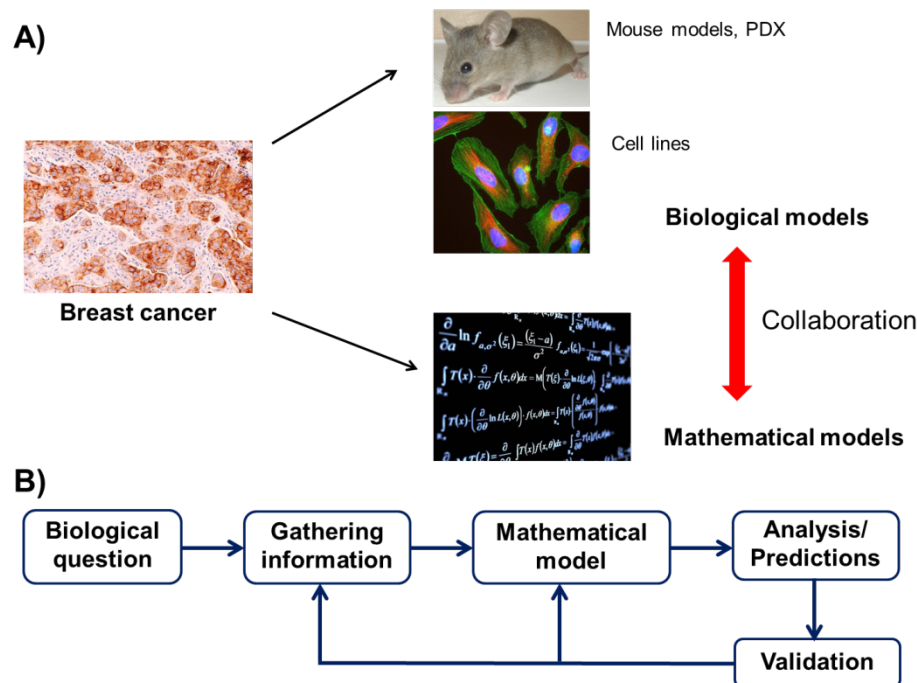 A)
Mouse models, PDX
Cell lines
Breast cancer
Biological models
Collaboration
Mathematical models
B)
Biological
question
Gathering
information
Mathematical
model
Analysis/
Predictions
Validation